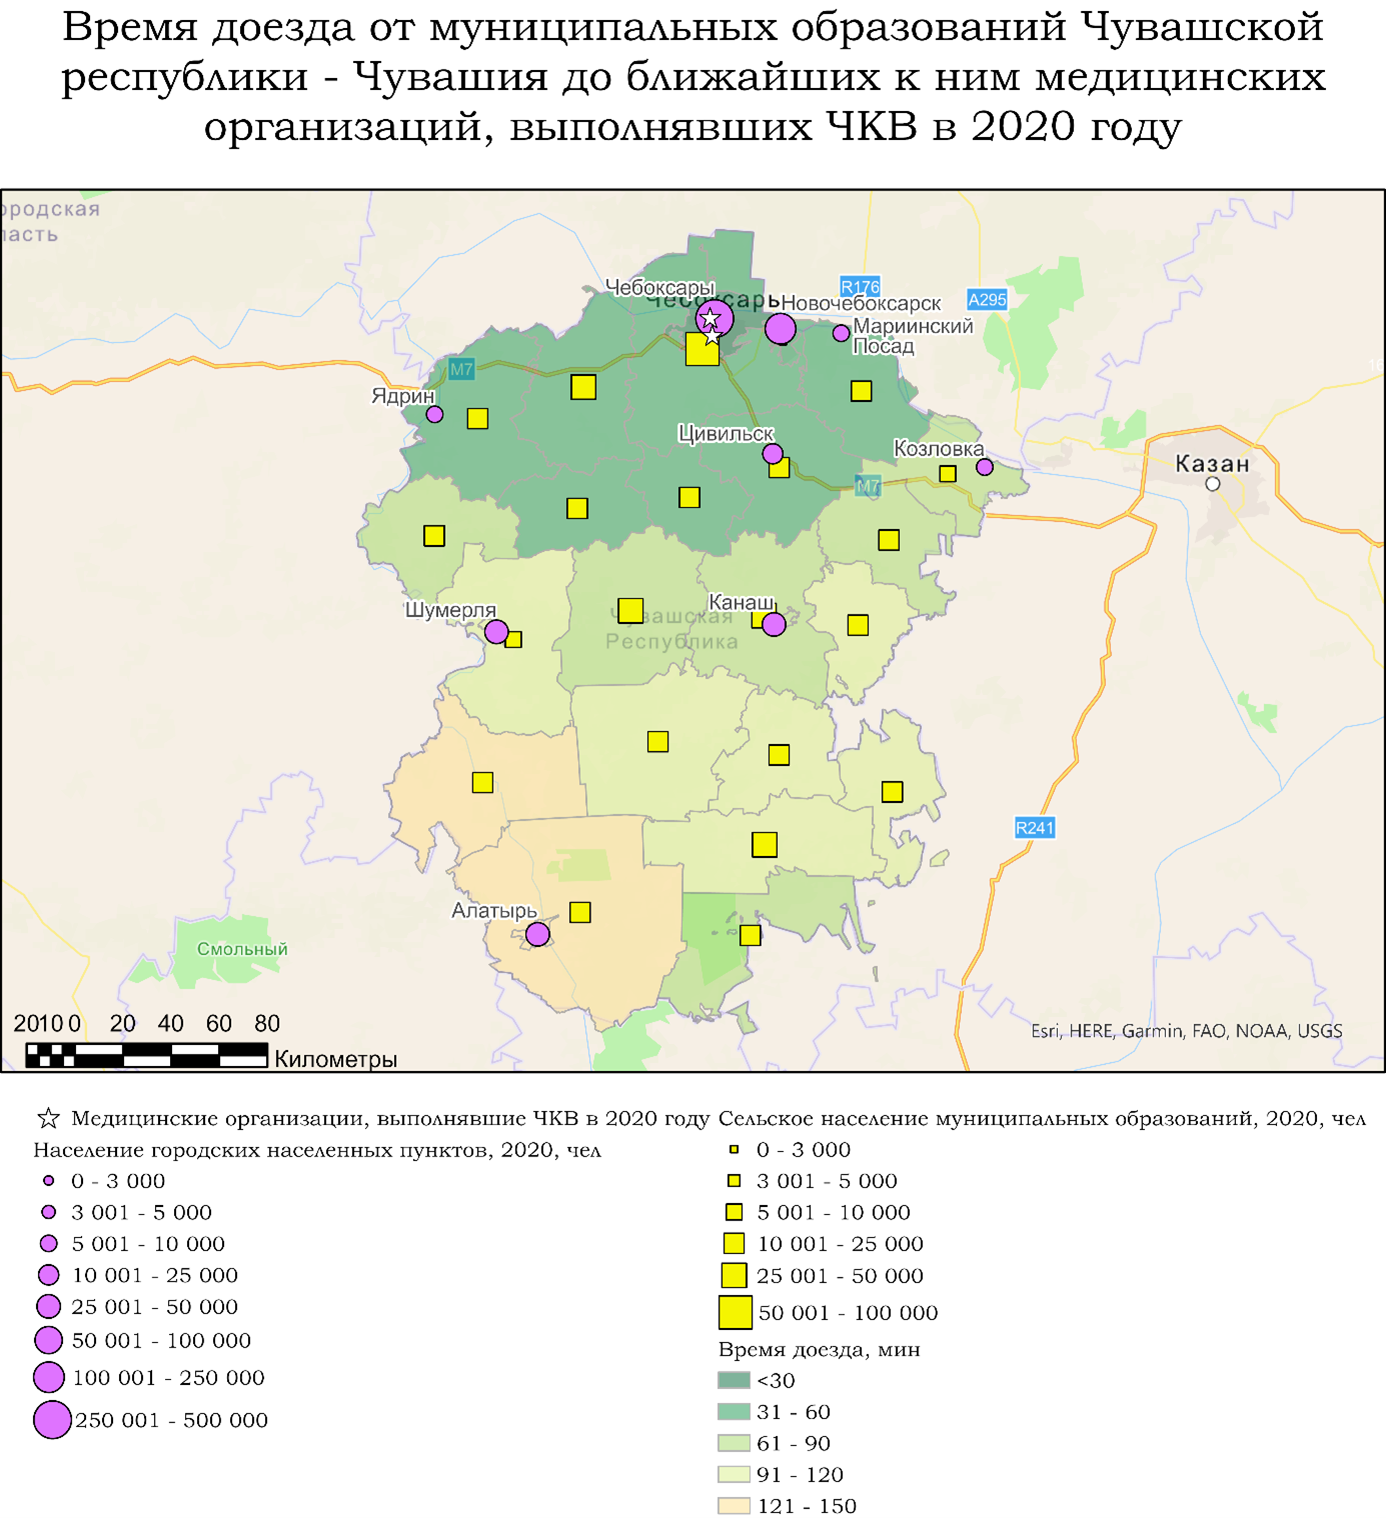 Время доезда от муниципальных образований Чувашской
республики - Чувашия до ближайших к ним медицинских
организаций, выполнявших ЧКВ в 2020 году
ородская
ласть
Чебоксары
Чебоксары
Новочебоксарск
R176
A295
Мариинский
Посад
M7
Ядрин
Цивильск
Козловка
Казан
M7
Шумерля
Канаш
Чувашская
Республика
R241
Алатырь
Смольный
20 10 0 20 40 60 80
Километры
Esri, HERE, Garmin, FAO, NOAA, USGS
Медицинские организации, выполнявшие ЧКВ в 2020 году
Население городских населенных пунктов, 2020, чел
0 - 3 000
3 001 - 5 000
5 001 - 10 000
10 001 - 25 000
25 001 - 50 000
50 001 - 100 000
100 001 - 250 000
250 001 - 500 000
Сельское население муниципальных образований, 2020, чел
0 - 3 000
3 001 - 5 000
5 001 - 10 000
10 001 - 25 000
25 001 - 50 000
50 001 - 100 000
Время доезда, мин
<30
31 - 60
61 - 90
91 - 120
121 - 150